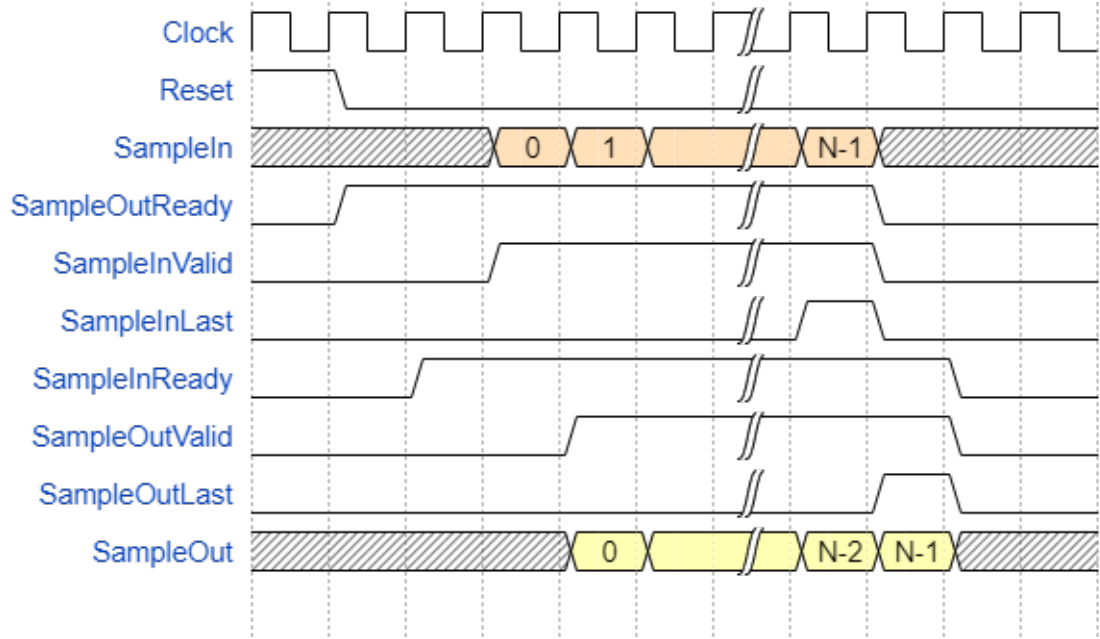 Clock
Reset
SampleIn 0 1 N-1
SampleOutReady
SampleInValid
SampleInLast
SampleInReady
SampleOutValid
SampleOutLast
SampleOut 0 N-2 N-1